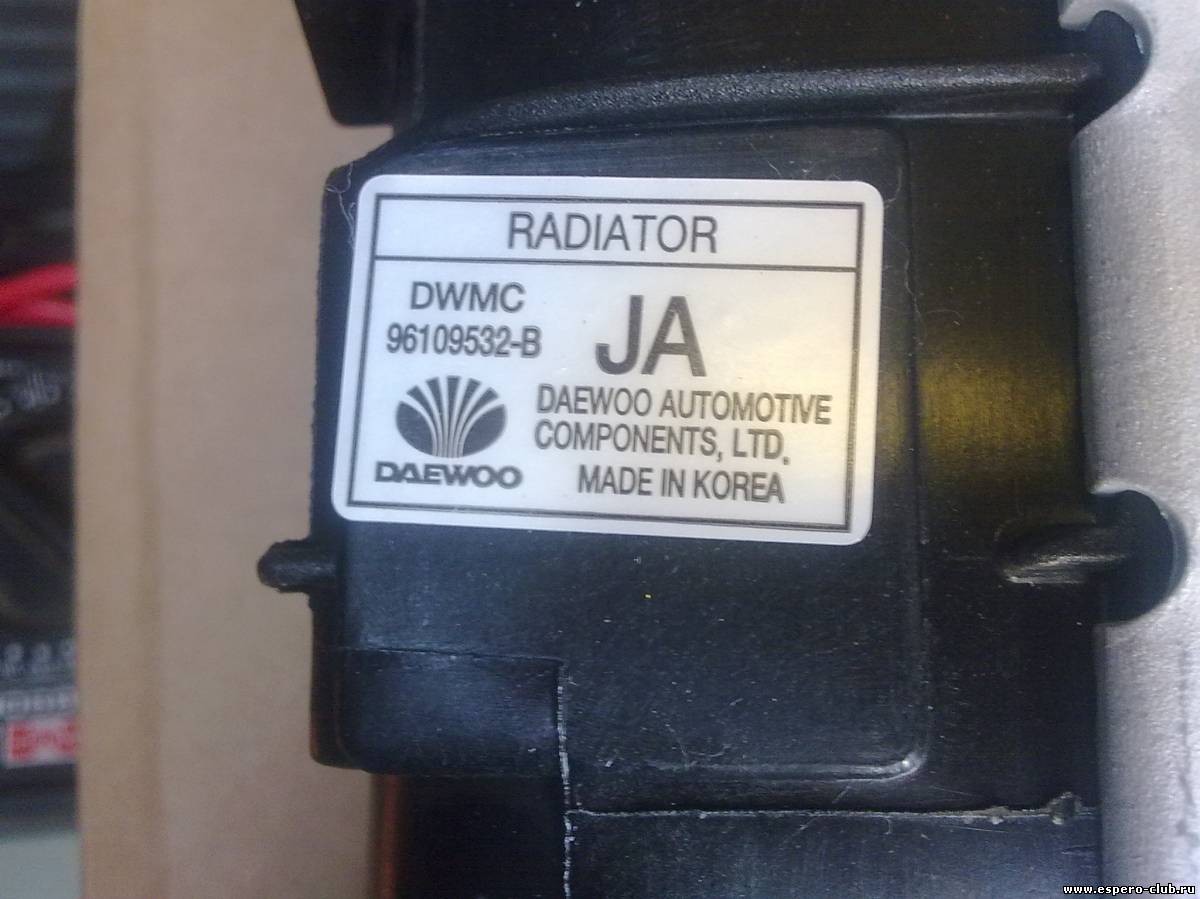 RADIATOR
DWMC
96109532-B
JA
DAEWOO
DAEWOO AUTOMOTIVE
COMPONENTS, LTD.
MADE IN KOREA
www.espero-club.ru